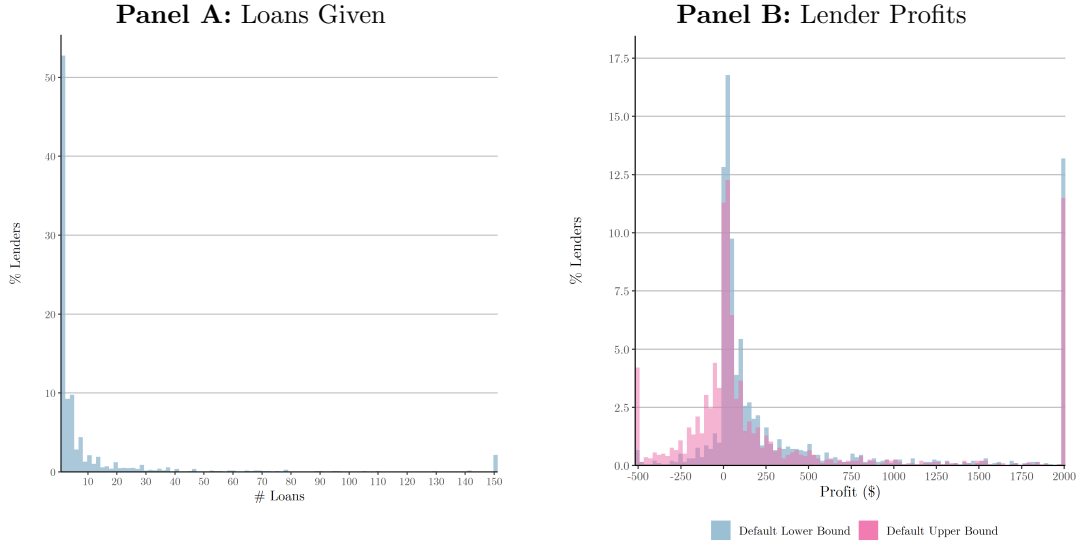 Panel A: Loans Given
50
40
30
20
10
0
% Lenders
10 20 30 40 50 60 70 80 90 100 110 120 130 140 150
# Loans
Panel B: Lender Profits
17.5
15.0
12.5
10.0
7.5
5.0
2.5
0.0
% Lenders
-500 -250 0 250 500 750 1000 1250 1500 1750 2000
Profit ($)
Default Lower Bound Default Upper Bound